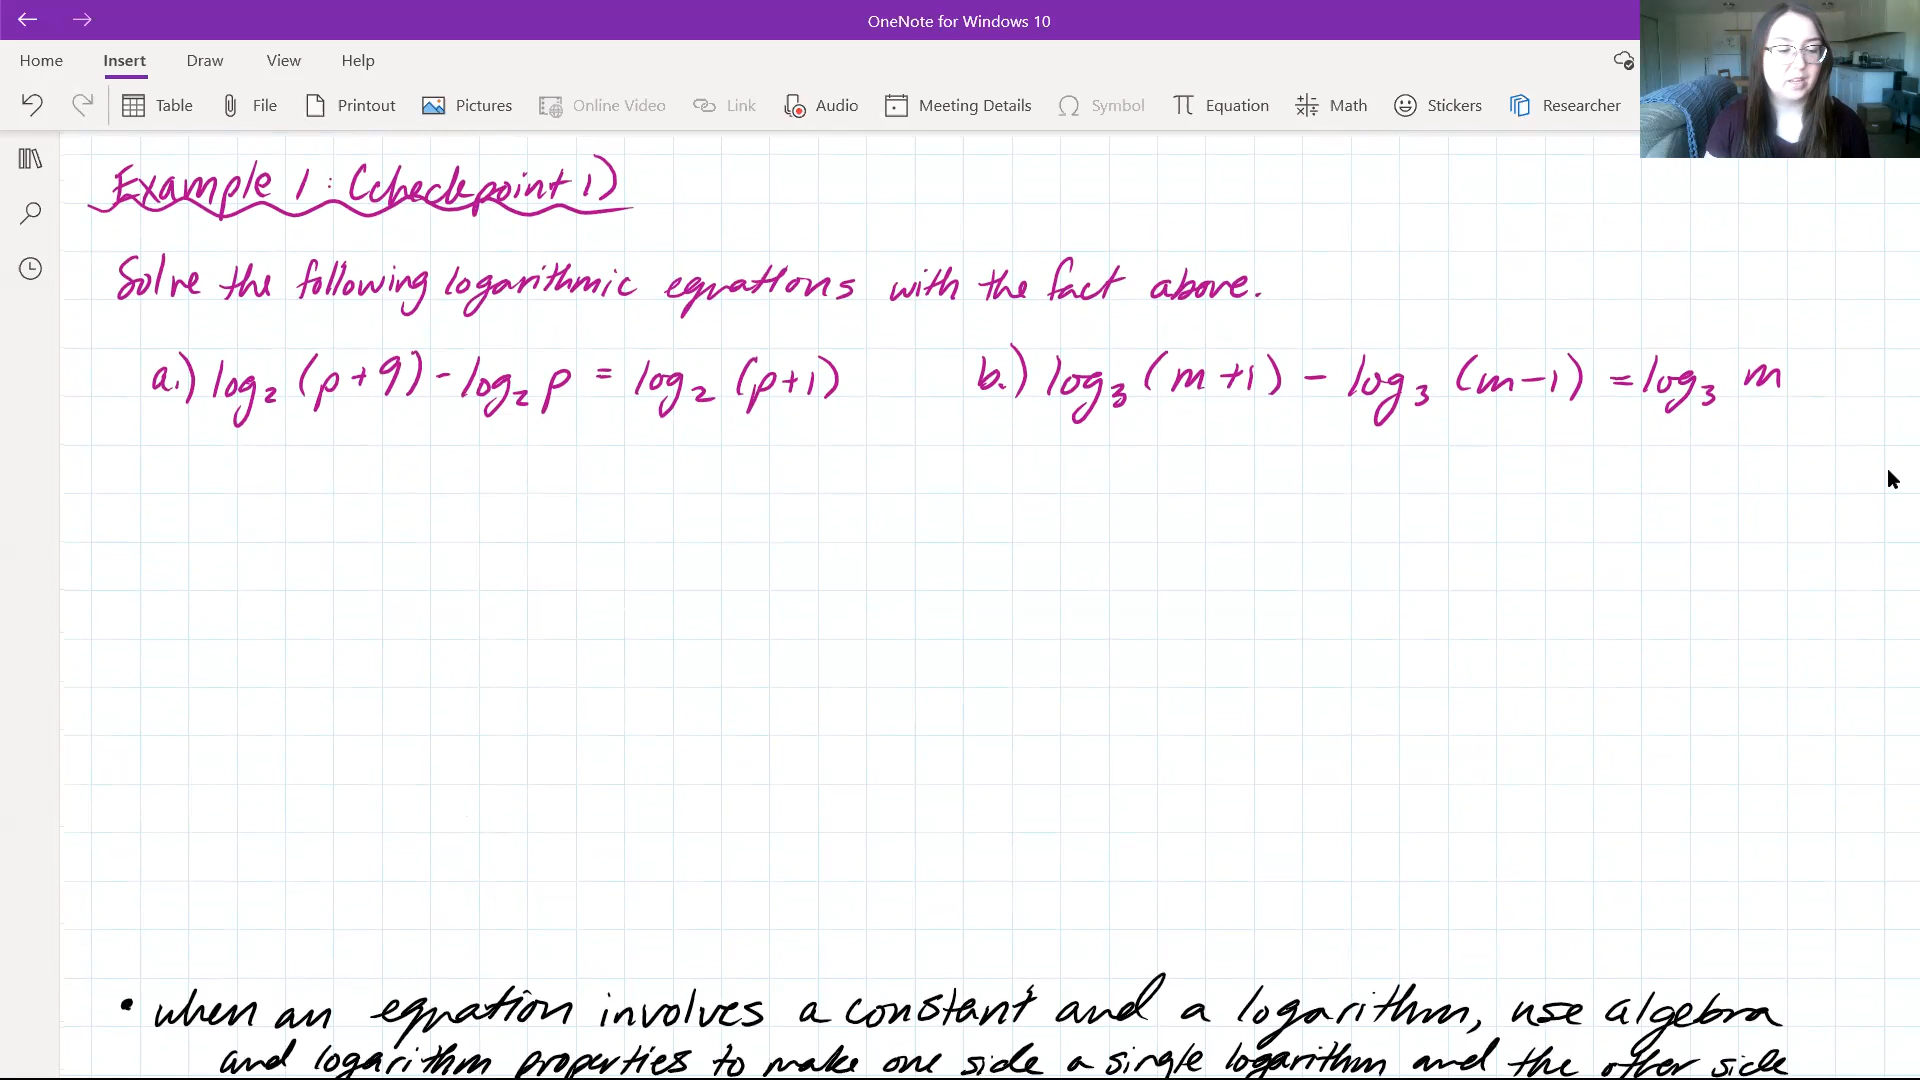 OneNote for Windows 10
Home Insert Draw View Help
Table File Printout Pictures Online Video Link Audio Meeting Details Symbol Equation Math Stickers Researcher
Example 1: (checkpoint 1)
Solve the following logarithmic equations with the fact above.
a.) log₂ (p+9) - log₂ p = log₂ (p+1) b.) log₃ (m+1) - log₃ (m-1) = log₃ m
• when an equation involves a constant and a logarithm, use algebra
and logarithm properties to make one side a single logarithm and the other side